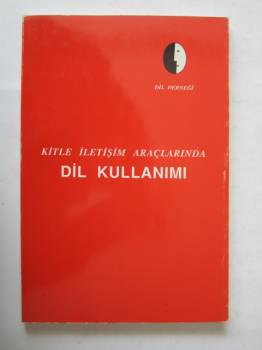 DİL DERNEĞİ
KİTLE İLETİŞİM ARAÇLARINDA
DİL KULLANIMI